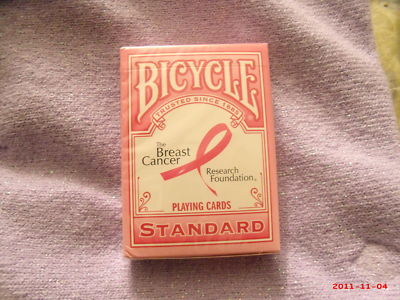 BICYCLE
TRUSTED SINCE 1885
The
Breast
Cancer
Research
Foundation®
PLAYING CARDS
STANDARD
2011-11-04